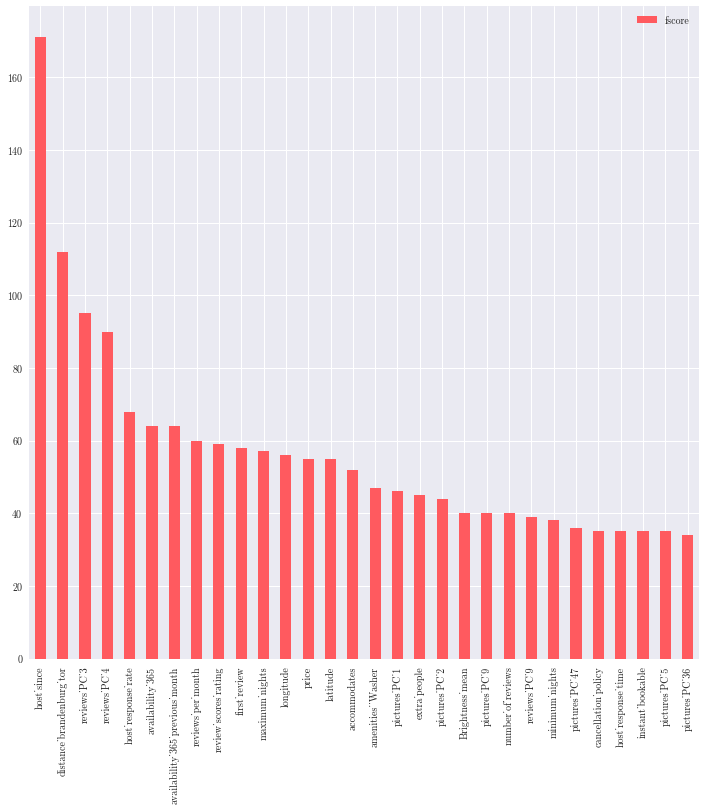 fscore
160
140
120
100
80
60
40
20
0
host˙since
distance˙brandenburg˙tor
reviews˙PC˙3
reviews˙PC˙4
host˙response˙rate
availability˙365
availability˙365˙previous˙month
reviews˙per˙month
review˙scores˙rating
first˙review
maximum˙nights
longitude
price
latitude
accommodates
amenities˙˙Washer
pictures˙PC˙1
extra˙people
pictures˙PC˙2
Brightness˙mean
pictures˙PC˙9
number˙of˙reviews
reviews˙PC˙9
minimum˙nights
pictures˙PC˙47
cancellation˙policy
host˙response˙time
instant˙bookable
pictures˙PC˙5
pictures˙PC˙36